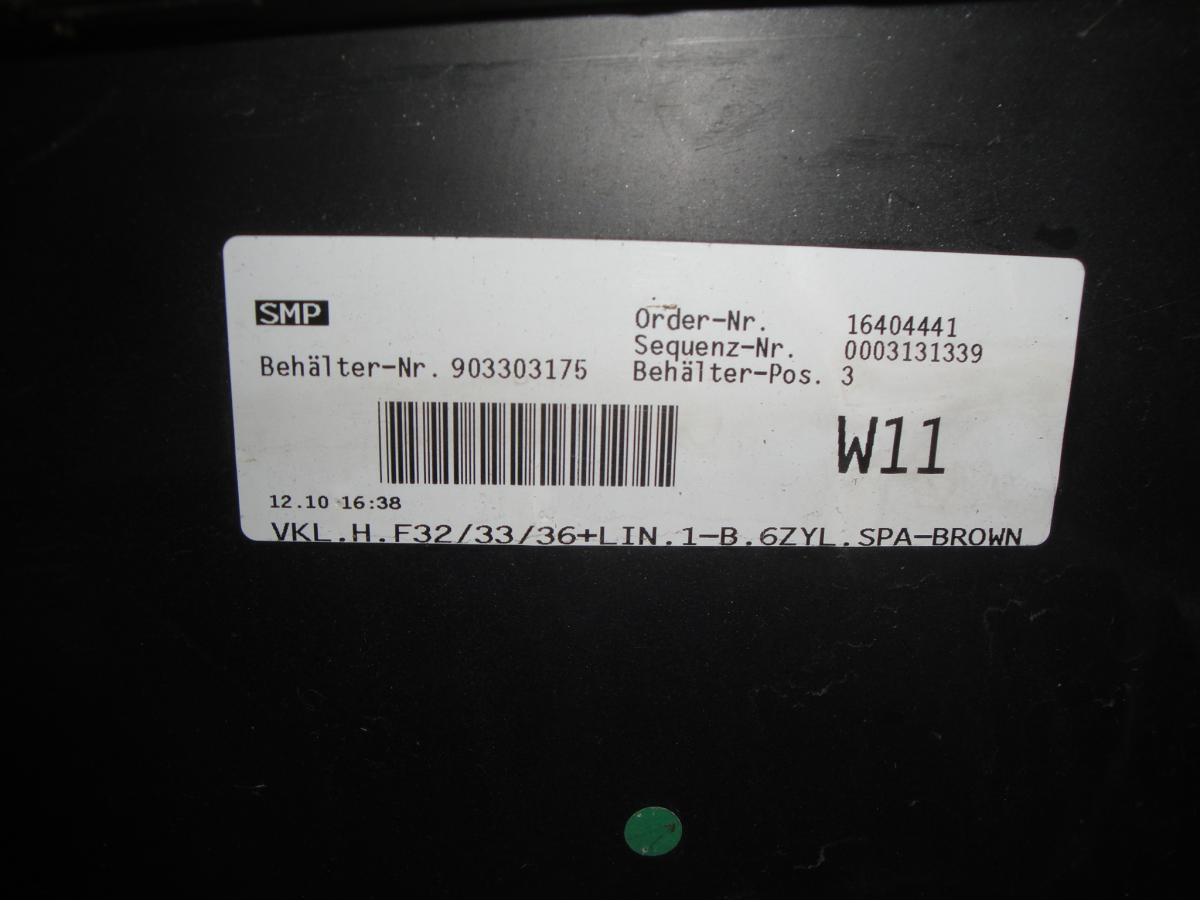 SMP
Order-Nr. 16404441
Sequenz-Nr. 0003131339
Behälter-Nr. 903303175
Behälter-Pos. 3
W11
12.10 16:38
VKL.H.F32/33/36+LIN.1-B.6ZYL.SPA-BROWN